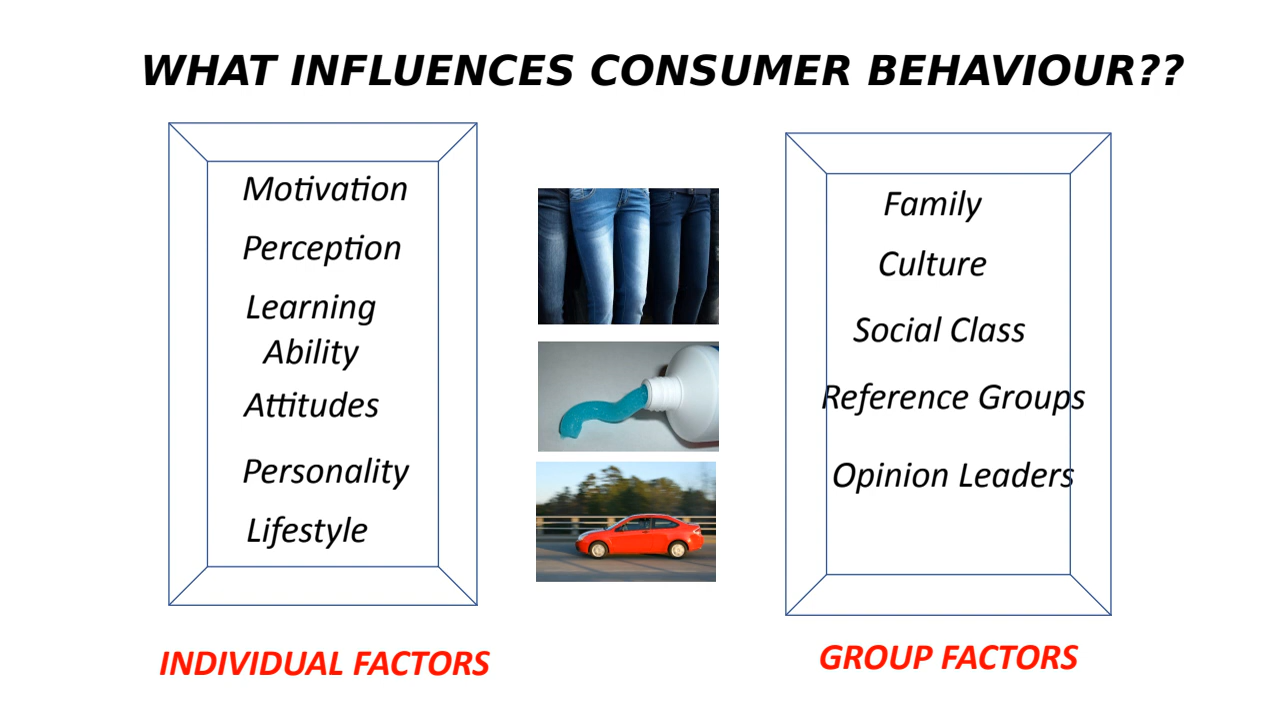 WHAT INFLUENCES CONSUMER BEHAVIOUR??
Motivation
Perception
Learning
Ability
Attitudes
Personality
Lifestyle
INDIVIDUAL FACTORS
Family
Culture
Social Class
Reference Groups
Opinion Leaders
GROUP FACTORS